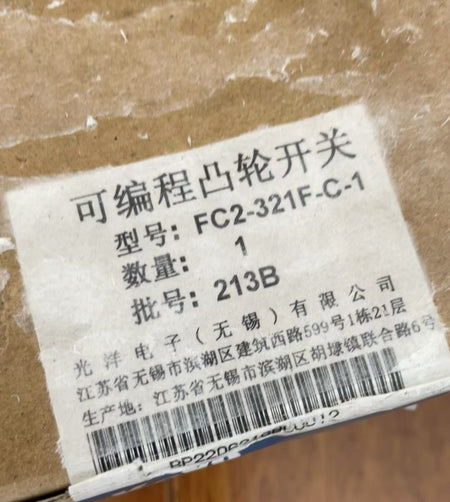 可编程凸轮开关
型号: FC2-321F-C-1
数量: 1
批号: 213B
光洋电子(无锡)有限公司
江苏省无锡市滨湖区建筑西路599号1栋21层
生产地: 江苏省无锡市滨湖区胡埭镇联合路6号